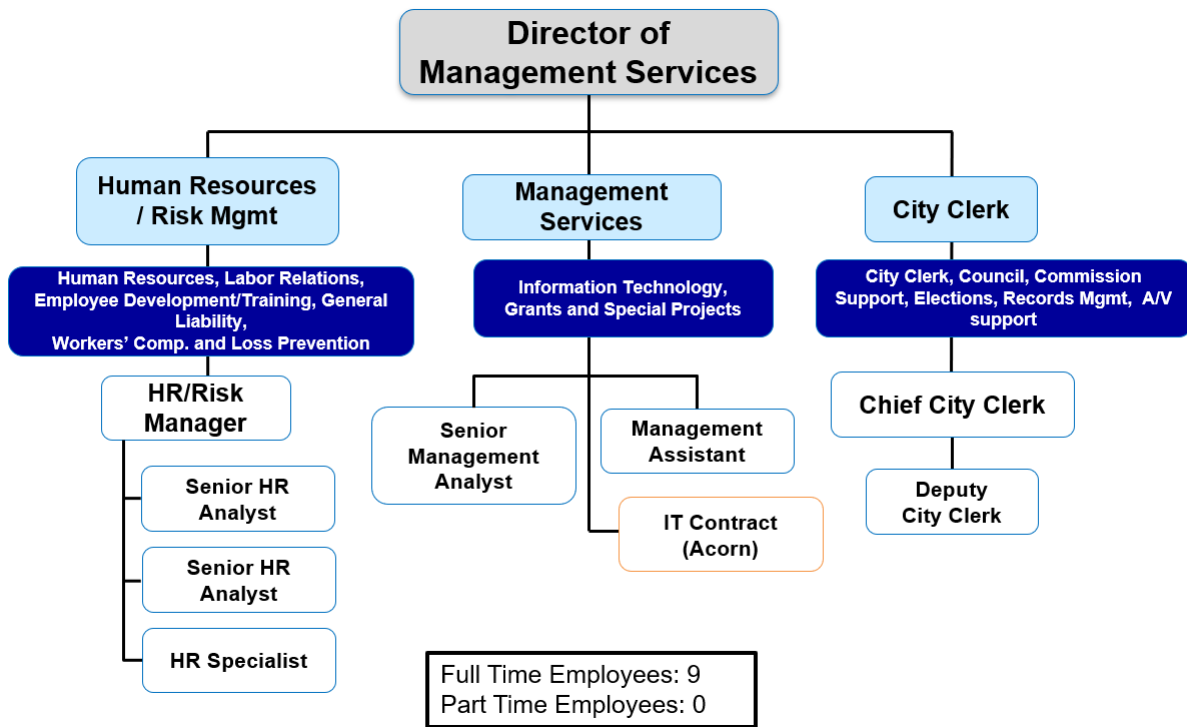 Director of
Management Services
Human Resources
/ Risk Mgmt
Management
Services
City Clerk
Human Resources, Labor Relations,
Employee Development/Training, General
Liability,
Workers’ Comp. and Loss Prevention
Information Technology,
Grants and Special Projects
City Clerk, Council, Commission
Support, Elections, Records Mgmt, A/V
support
HR/Risk
Manager
Senior HR
Analyst
Senior HR
Analyst
HR Specialist
Senior
Management
Analyst
Management
Assistant
IT Contract
(Acorn)
Chief City Clerk
Deputy
City Clerk
Full Time Employees: 9
Part Time Employees: 0